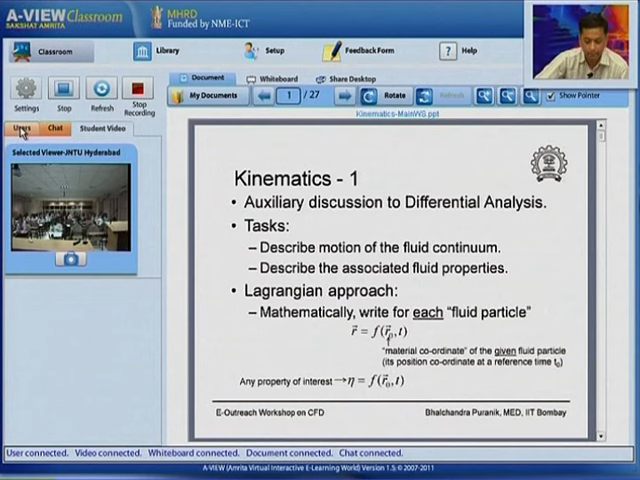 A-VIEW Classroom
SAKSHAT AMRITA
MHRD
Funded by NME-ICT
Classroom
Library
Setup
Feedback Form
? Help
Settings
Stop
Refresh
Stop Recording
Document
Whiteboard
Share Desktop
My Documents
1 / 27
Rotate
Refresh
Show Pointer
Users
Chat
Student Video
Kinematics-MainWS.ppt
Selected Viewer-JNTU Hyderabad
Kinematics - 1
• Auxiliary discussion to Differential Analysis.
• Tasks:
– Describe motion of the fluid continuum.
– Describe the associated fluid properties.
• Lagrangian approach:
– Mathematically, write for each “fluid particle”
r⃗ = f(r⃗₀,t)
“material co-ordinate” of the given fluid particle
(its position co-ordinate at a reference time t₀)
Any property of interest → η = f(r⃗₀,t)
E-Outreach Workshop on CFD
Bhalchandra Puranik, MED, IIT Bombay
User connected. Video connected. Whiteboard connected. Document connected. Chat connected.
A-VIEW (Amrita Virtual Interactive E-Learning World) Version 1.5: © 2007-2011